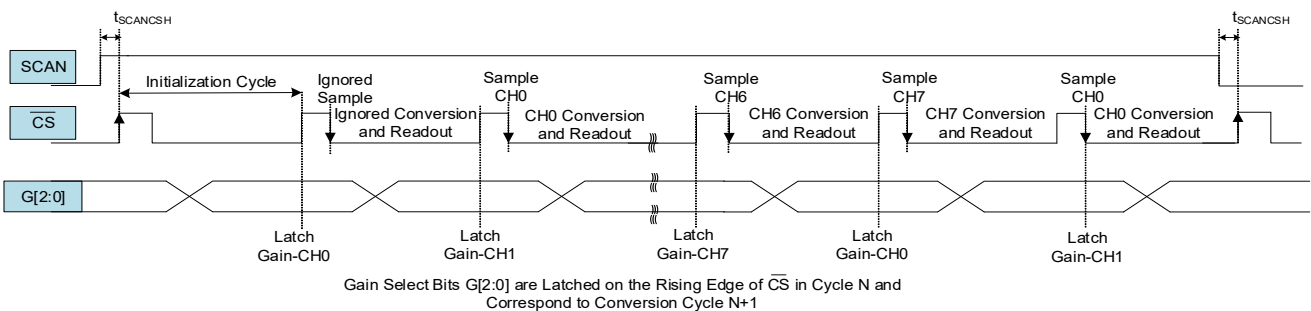 tSCANCSH
tSCANCSH
SCAN
Initialization Cycle
Ignored
Sample
Sample
CH0
Sample
CH6
Sample
CH7
Sample
CH0
CS
Ignored Conversion
and Readout
CH0 Conversion
and Readout
CH6 Conversion
and Readout
CH7 Conversion
and Readout
CH0 Conversion
and Readout
G[2:0]
Latch
Gain-CH0
Latch
Gain-CH1
Latch
Gain-CH7
Latch
Gain-CH0
Latch
Gain-CH1
Gain Select Bits G[2:0] are Latched on the Rising Edge of CS in Cycle N and
Correspond to Conversion Cycle N+1